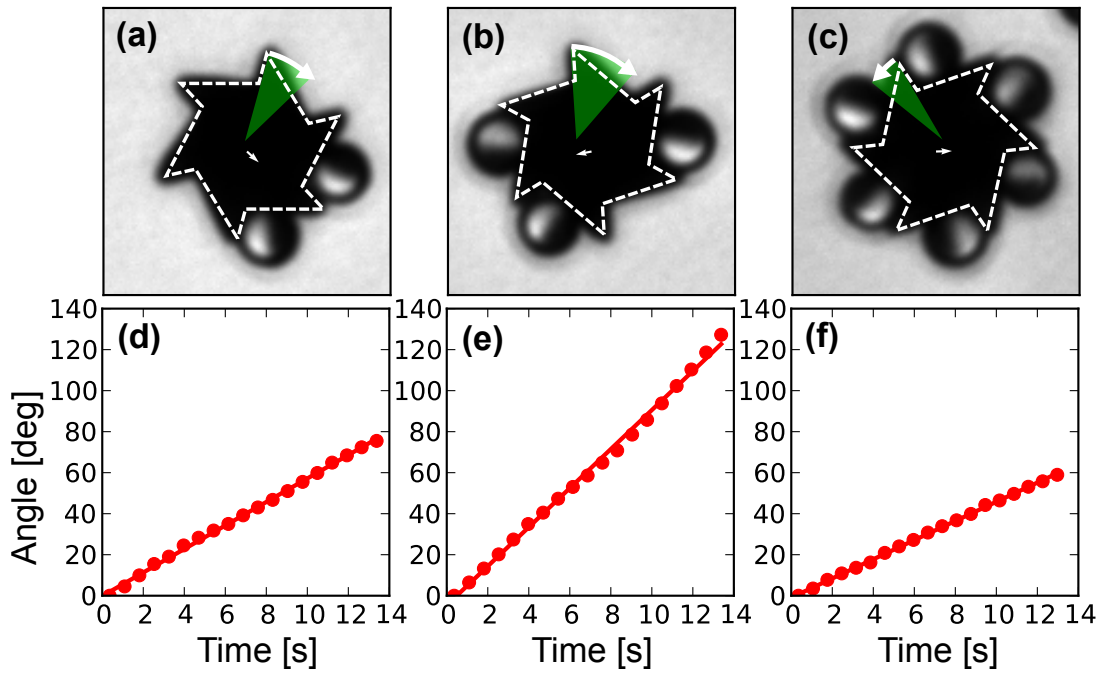 (a) (b) (c)
(d) (e) (f)
140 140 140
120 120 120
100 100 100
80 80 80
60 60 60
40 40 40
20 20 20
0 0 0
0 2 4 6 8 10 12 14 0 2 4 6 8 10 12 14 0 2 4 6 8 10 12 14
Angle [deg]
Time [s] Time [s] Time [s]